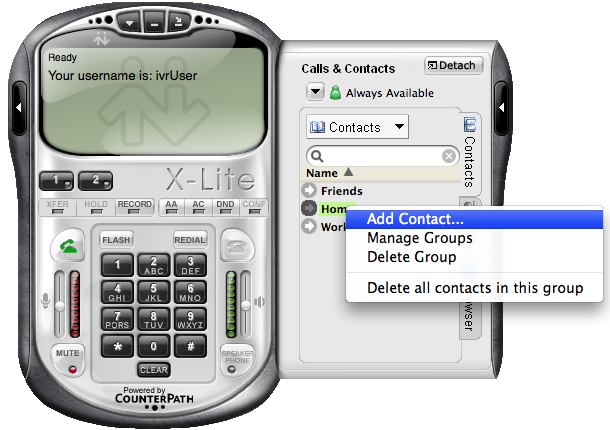 Ready
Your username is: ivrUser
1
2
X-Lite
XFER
HOLD
RECORD
AA
AC
DND
CONF
FLASH
REDIAL
1
2
ABC
3
DEF
4
GHI
5
JKL
6
MNO
7
PQRS
8
TUV
9
WXYZ
*
0
#
MUTE
SPEAKER
PHONE
CLEAR
Powered by
COUNTERPATH
Calls & Contacts
Detach
Always Available
Contacts
Name
Friends
Home
Work
Contacts
Add Contact...
Manage Groups
Delete Group
Delete all contacts in this group